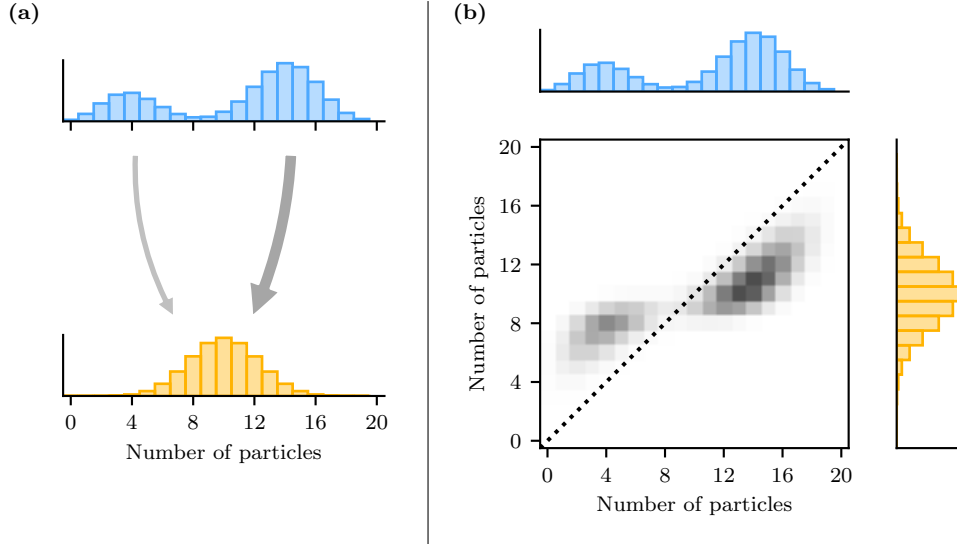 (a)
0 4 8 12 16 20
Number of particles
(b)
20
16
12
8
4
0
Number of particles
0 4 8 12 16 20
Number of particles